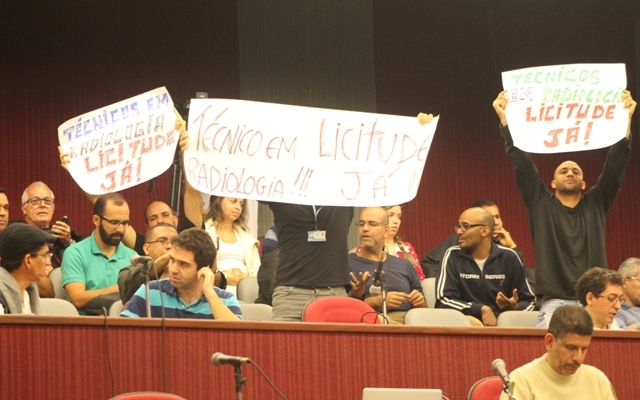 TÉCNICOS EM
RADIOLOGIA
LICITUDE
JÁ!
TÉCNICO EM
RADIOLOGIA!!!
LICITUDE
JÁ!
TÉCNICOS
EM RADIOLOGIA
LICITUDE
JÁ!
STORM SERIES